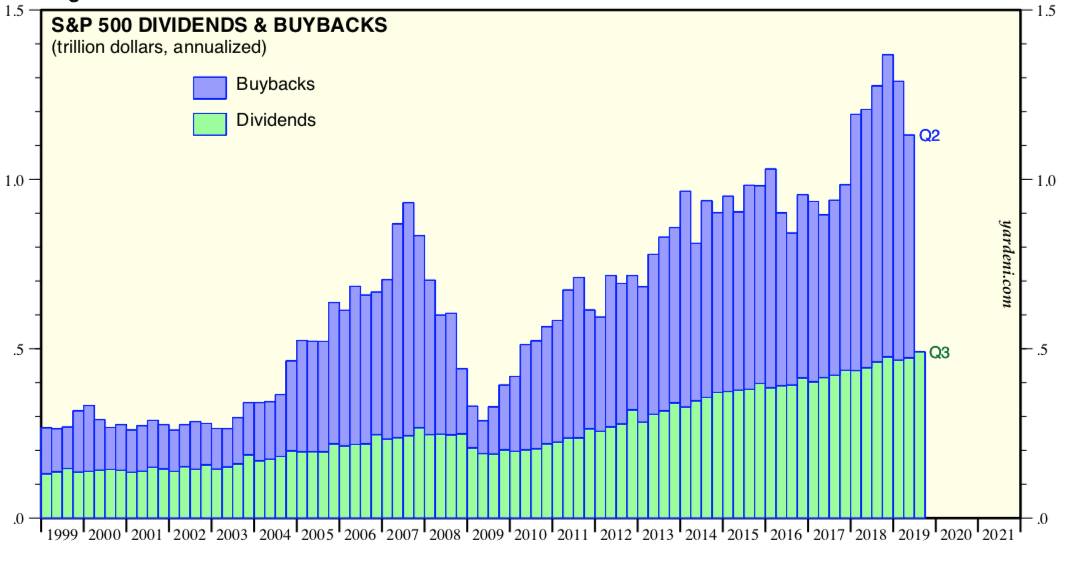 S&P 500 DIVIDENDS & BUYBACKS
(trillion dollars, annualized)
Buybacks
Dividends
1.5
1.0
.5
.0
1.5
1.0
.5
.0
Q2
Q3
yardeni.com
1999 2000 2001 2002 2003 2004 2005 2006 2007 2008 2009 2010 2011 2012 2013 2014 2015 2016 2017 2018 2019 2020 2021